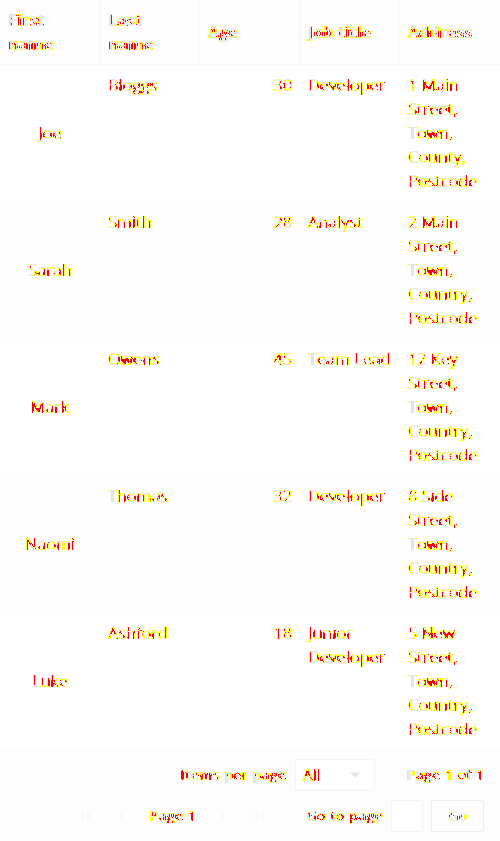 First name
Last name
Age
Job title
Address
Joe
Bloggs
30
Developer
1 Main
Street,
Town,
County,
Postcode
Sarah
Smith
28
Analyst
2 Main
Street,
Town,
Country,
Postcode
Mark
Owens
45
Team Lead
12 Key
Street,
Town,
Country,
Postcode
Naomi
Thomas
32
Developer
8 Side
Street,
Town,
Country,
Postcode
Luke
Ashford
18
Junior
Developer
5 New
Street,
Town,
Country,
Postcode
Items per page All Page 1 of 1
Page 1 Go to page Go